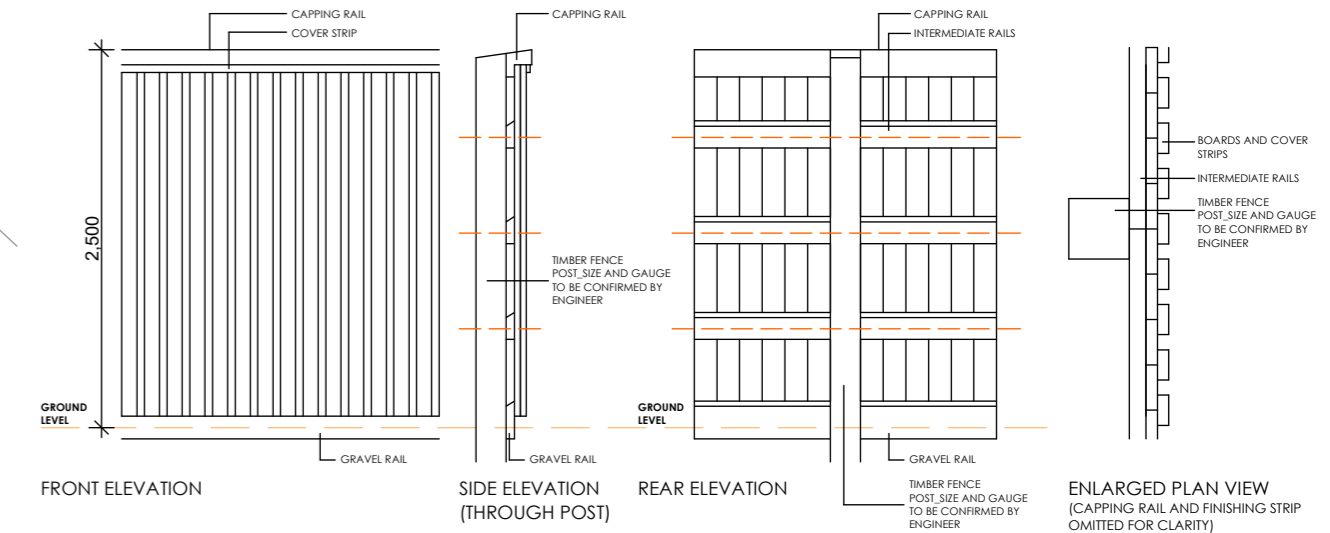 CAPPING RAIL
COVER STRIP
2,500
GROUND
LEVEL
GRAVEL RAIL
FRONT ELEVATION
CAPPING RAIL
TIMBER FENCE
POST_SIZE AND GAUGE
TO BE CONFIRMED BY
ENGINEER
GRAVEL RAIL
SIDE ELEVATION
(THROUGH POST)
CAPPING RAIL
INTERMEDIATE RAILS
GROUND
LEVEL
GRAVEL RAIL
TIMBER FENCE
POST_SIZE AND GAUGE
TO BE CONFIRMED BY
ENGINEER
REAR ELEVATION
BOARDS AND COVER
STRIPS
INTERMEDIATE RAILS
TIMBER FENCE
POST_SIZE AND GAUGE
TO BE CONFIRMED BY
ENGINEER
ENLARGED PLAN VIEW
(CAPPING RAIL AND FINISHING STRIP
OMITTED FOR CLARITY)